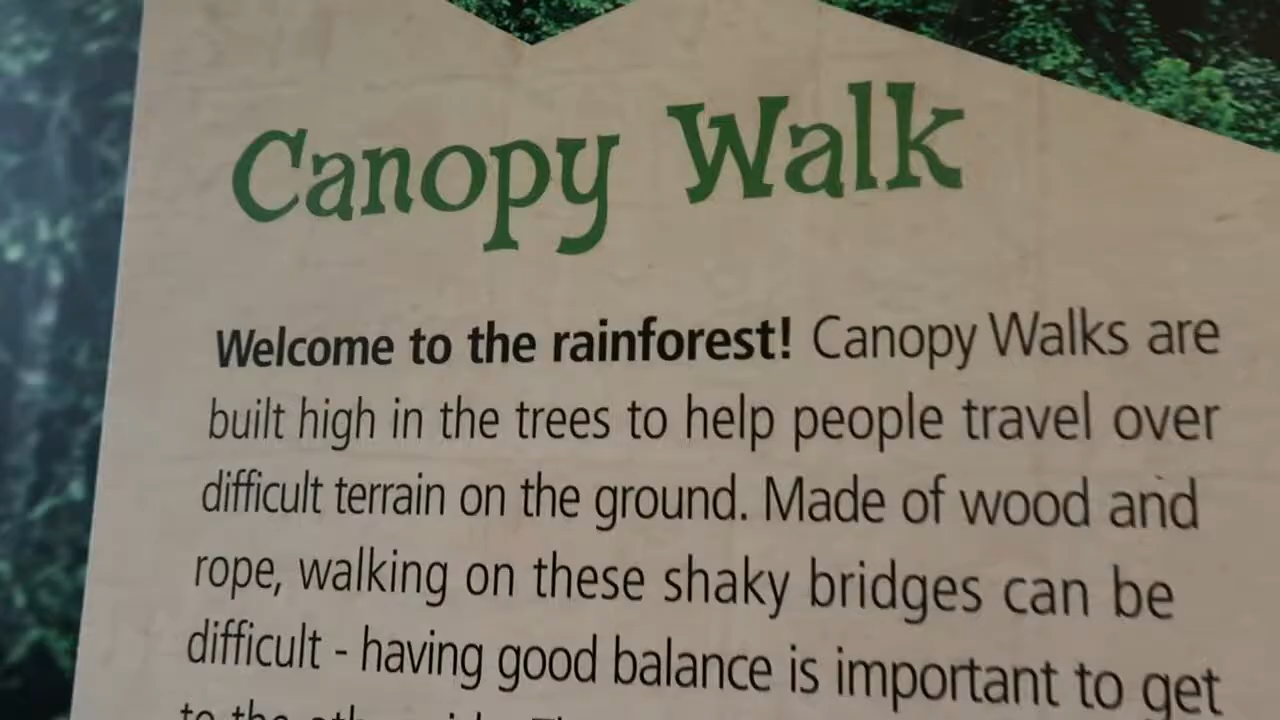 Canopy Walk
Welcome to the rainforest! Canopy Walks are
built high in the trees to help people travel over
difficult terrain on the ground. Made of wood and
rope, walking on these shaky bridges can be
difficult - having good balance is important to get
to the